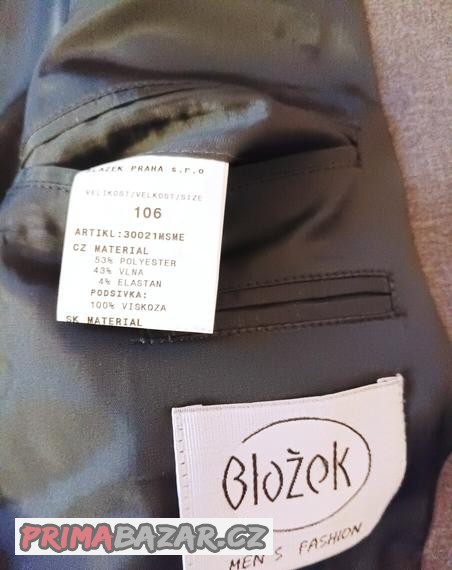 BLAZEK PRAHA s.r.o
VELIKOST/VELKOST/SIZE
106
ARTIKL:30021MSME
CZ MATERIAL
53% POLYESTER
43% VLNA
4% ELASTAN
PODSIVKA:
100% VISKOZA
SK MATERIAL
Blažek
MEN'S FASHION
PRIMABAZAR.CZ